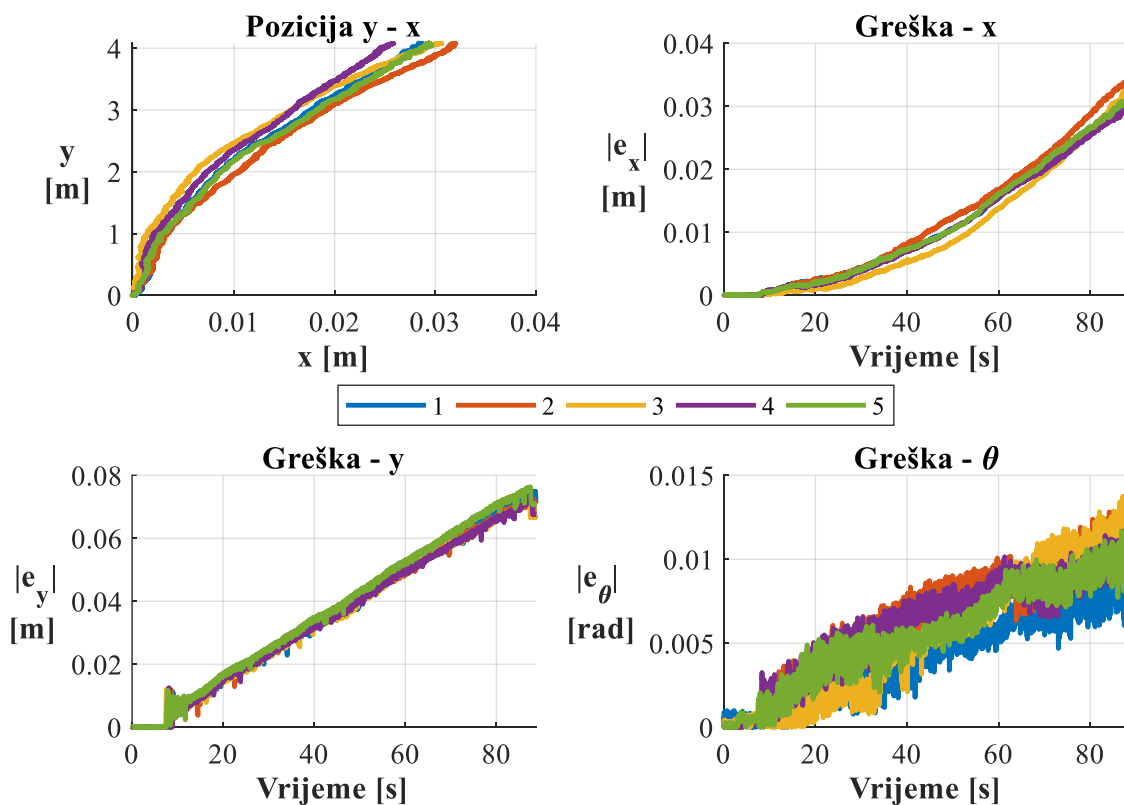 Pozicija y - x
4
3
2
1
0
y
[m]
0 0.01 0.02 0.03 0.04
x [m]
Greška - x
0.04
0.03
0.02
0.01
0
|e_x|
[m]
0 20 40 60 80
Vrijeme [s]
1 2 3 4 5
Greška - y
0.08
0.06
0.04
0.02
0
|e_y|
[m]
0 20 40 60 80
Vrijeme [s]
Greška - θ
0.015
0.01
0.005
0
|e_θ|
[rad]
0 20 40 60 80
Vrijeme [s]